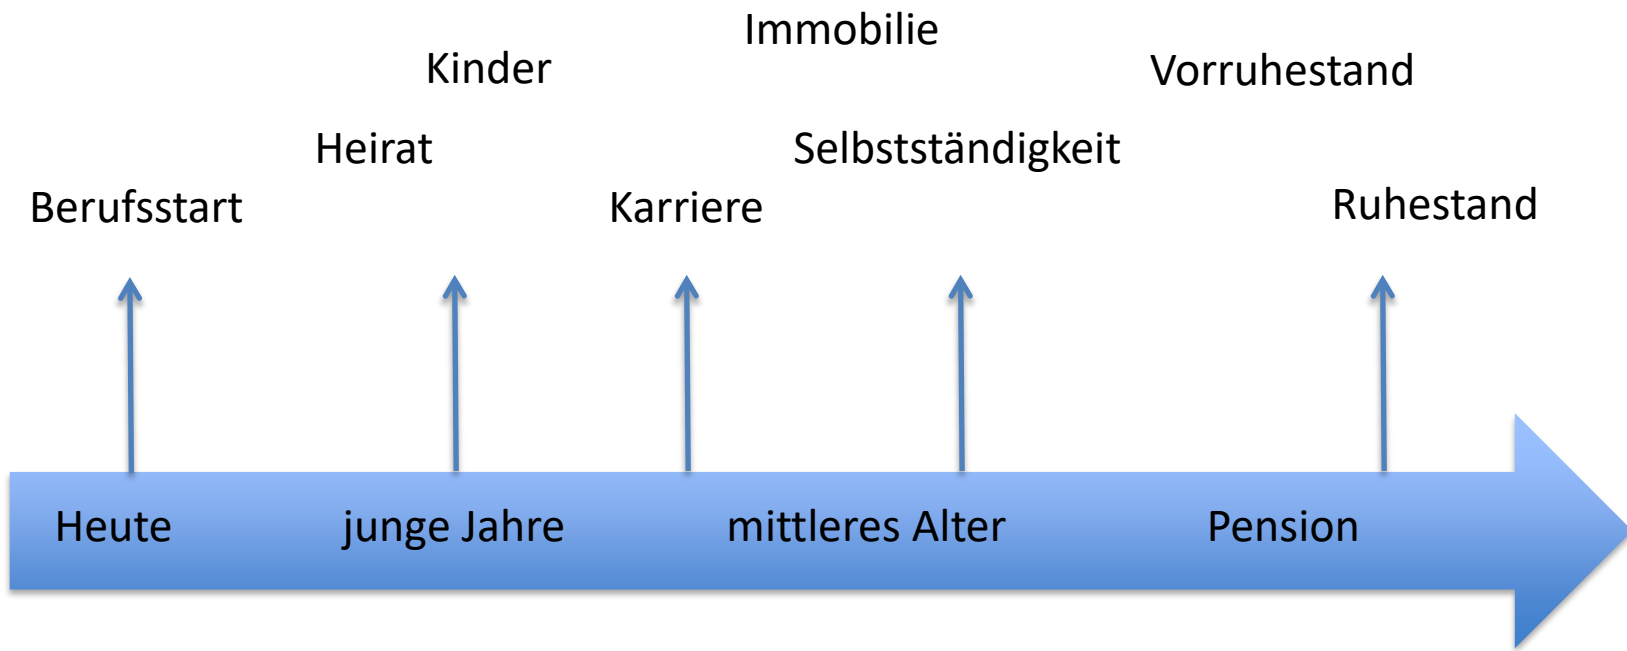 Immobilie
Kinder
Vorruhestand
Heirat
Selbstständigkeit
Berufsstart
Karriere
Ruhestand
Heute
junge Jahre
mittleres Alter
Pension